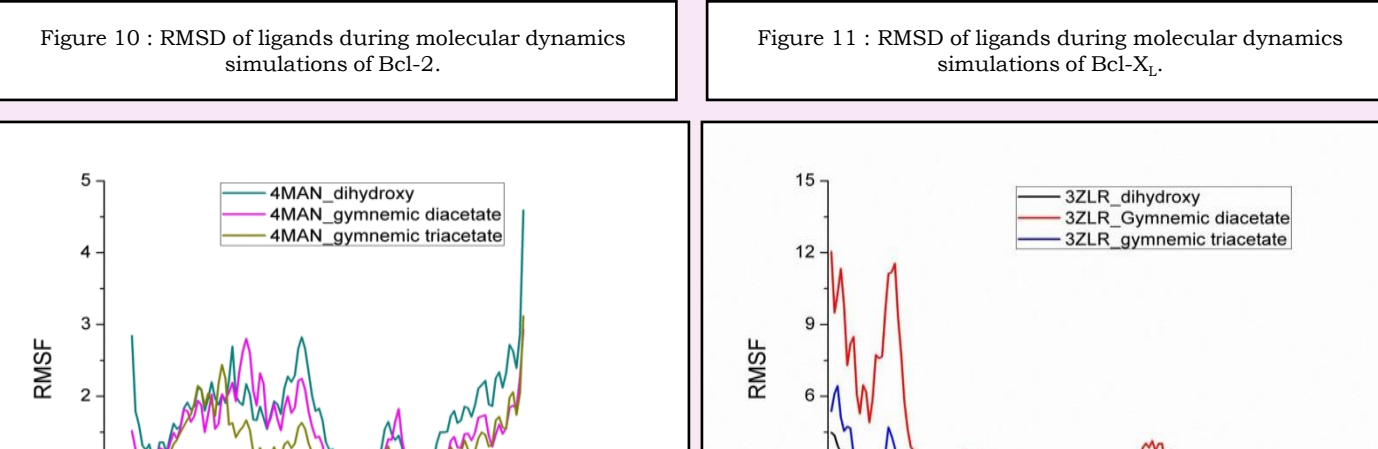 Figure 10 : RMSD of ligands during molecular dynamics
simulations of Bcl-2.
Figure 11 : RMSD of ligands during molecular dynamics
simulations of Bcl-X_L.
5
4
3
2
RMSF
4MAN_dihydroxy
4MAN_gymnemic diacetate
4MAN_gymnemic triacetate
15
12
9
6
RMSF
3ZLR_dihydroxy
3ZLR_Gymnemic diacetate
3ZLR_gymnemic triacetate